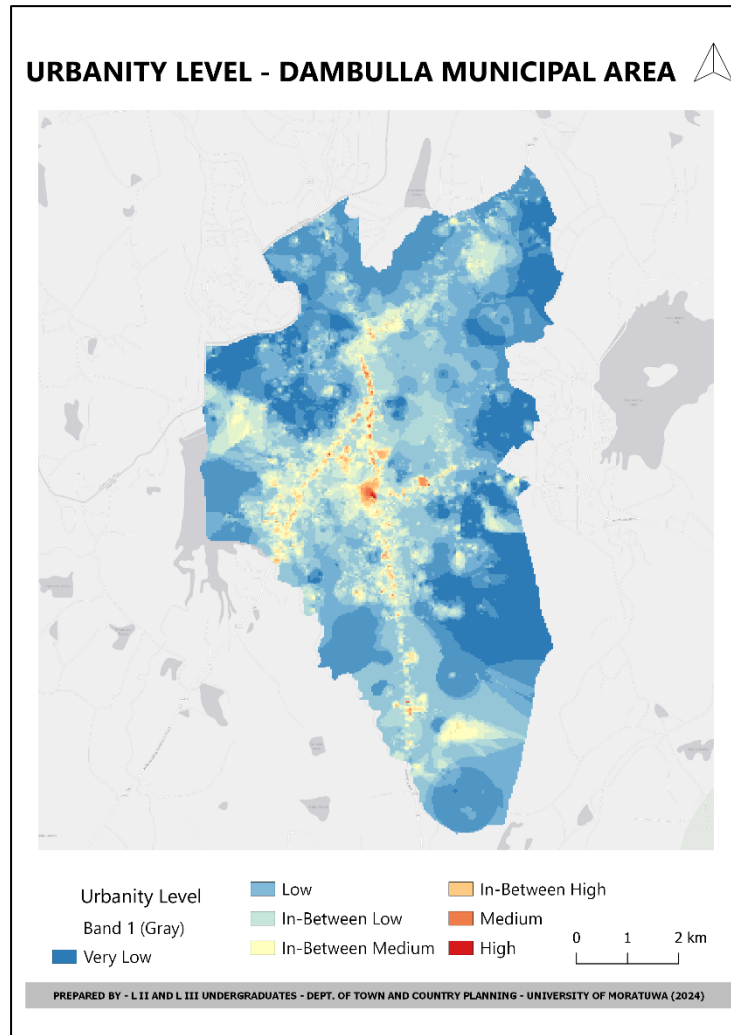 URBANITY LEVEL - DAMBULLA MUNICIPAL AREA
Urbanity Level
Band 1 (Gray)
Very Low
Low
In-Between Low
In-Between Medium
In-Between High
Medium
High
0 1 2 km
PREPARED BY - L II AND L III UNDERGRADUATES - DEPT. OF TOWN AND COUNTRY PLANNING - UNIVERSITY OF MORATUWA (2024)